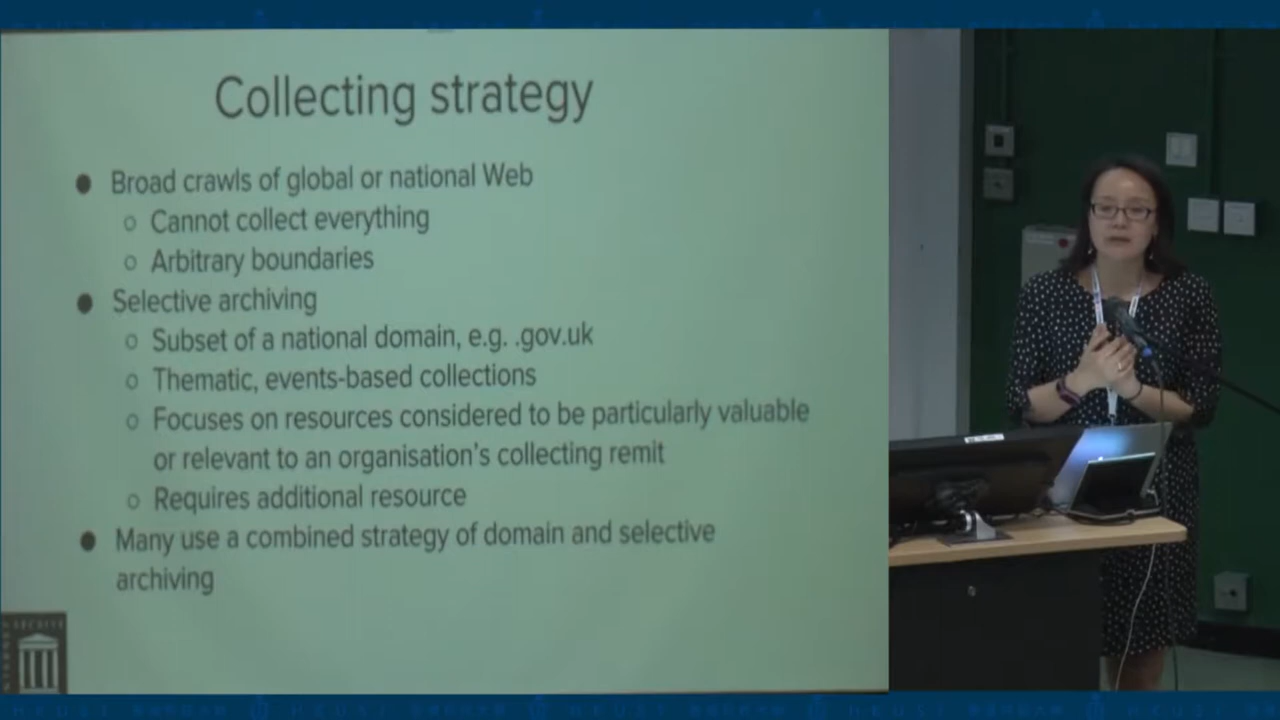 Collecting strategy
● Broad crawls of global or national Web
○ Cannot collect everything
○ Arbitrary boundaries
● Selective archiving
○ Subset of a national domain, e.g. .gov.uk
○ Thematic, events-based collections
○ Focuses on resources considered to be particularly valuable
or relevant to an organisation's collecting remit
○ Requires additional resource
● Many use a combined strategy of domain and selective
archiving